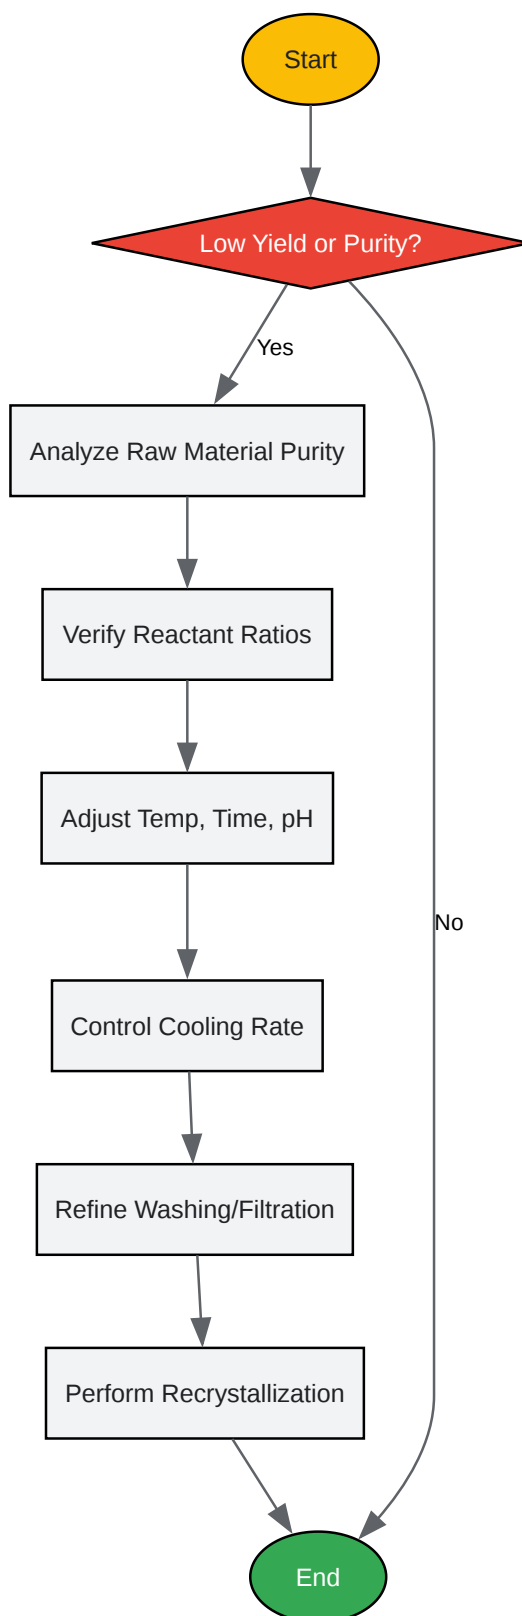 Start
Low Yield or Purity?
Yes
Analyze Raw Material Purity
Verify Reactant Ratios
Adjust Temp, Time, pH
No
Control Cooling Rate
Refine Washing/Filtration
Perform Recrystallization
End